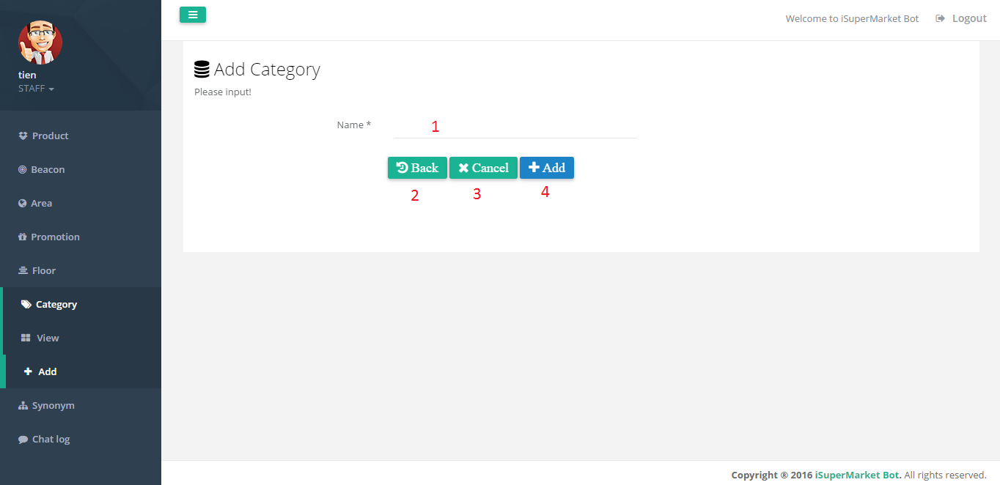 tien
STAFF
Product
Beacon
Area
Promotion
Floor
Category
View
Add
Synonym
Chat log
Welcome to iSuperMarket Bot
Logout
Add Category
Please input!
Name *
1
Back Cancel Add
2 3 4
Copyright ® 2016 iSuperMarket Bot. All rights reserved.